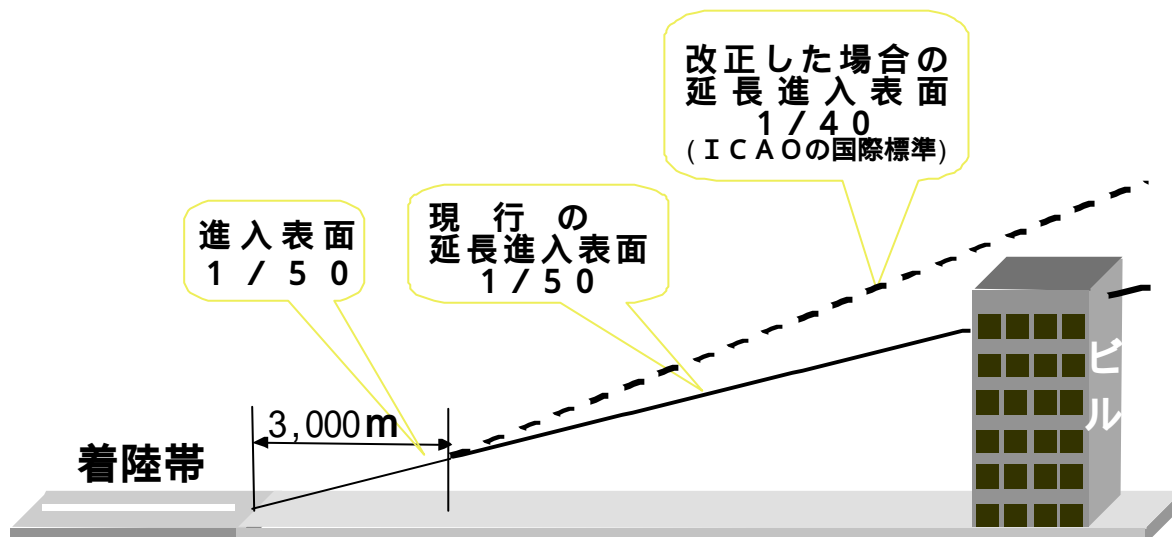 改正した場合の
延長進入表面
1/40
(ICAOの国際標準)
進入表面
1/50
現行の
延長進入表面
1/50
3,000m
着陸帯
ビル